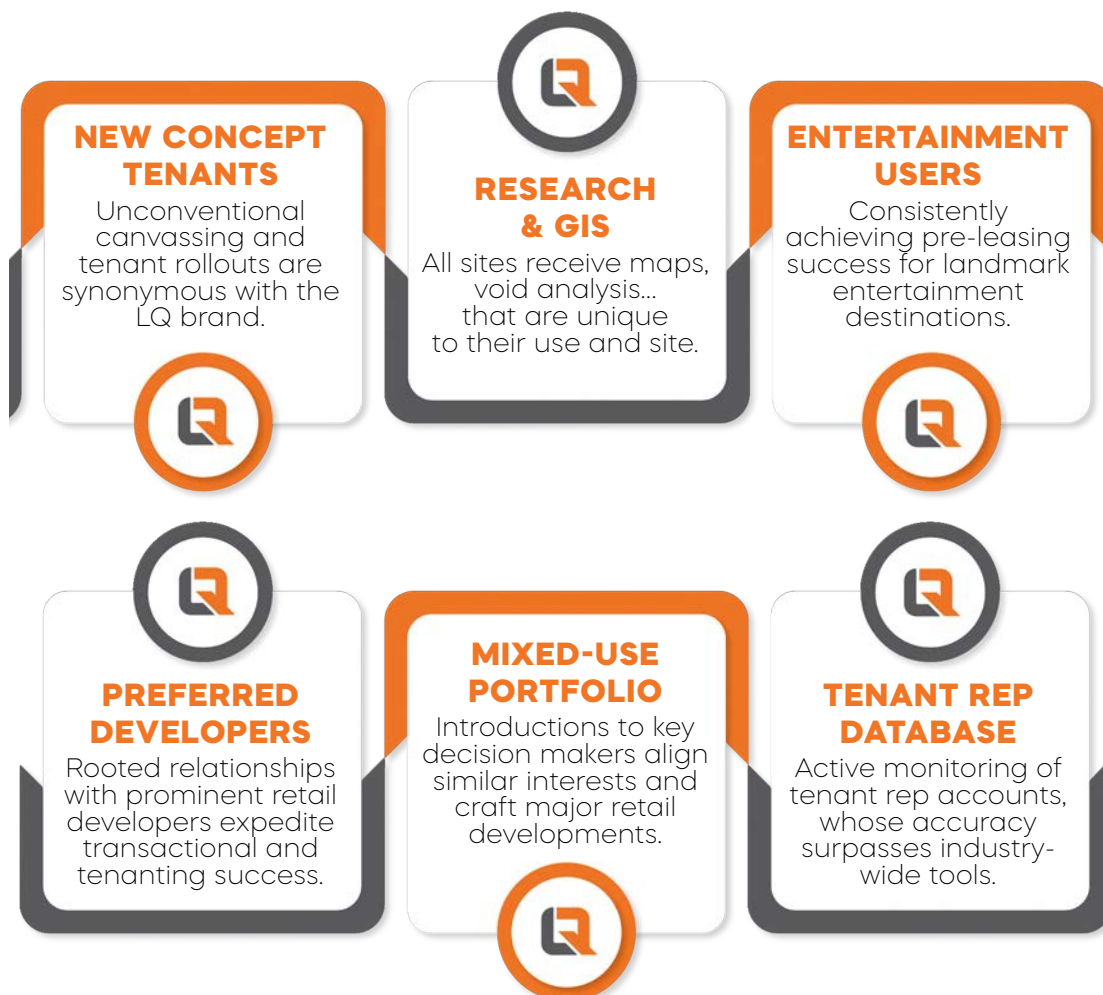 NEW CONCEPT
TENANTS
Unconventional
canvassing and
tenant rollouts are
synonymous with the
LQ brand.
RESEARCH
& GIS
All sites receive maps,
void analysis...
that are unique
to their use and site.
ENTERTAINMENT
USERS
Consistently
achieving pre-leasing
success for landmark
entertainment
destinations.
PREFERRED
DEVELOPERS
Rooted relationships
with prominent retail
developers expedite
transactional and
tenanting success.
MIXED-USE
PORTFOLIO
Introductions to key
decision makers align
similar interests and
craft major retail
developments.
TENANT REP
DATABASE
Active monitoring of
tenant rep accounts,
whose accuracy
surpasses industry-
wide tools.